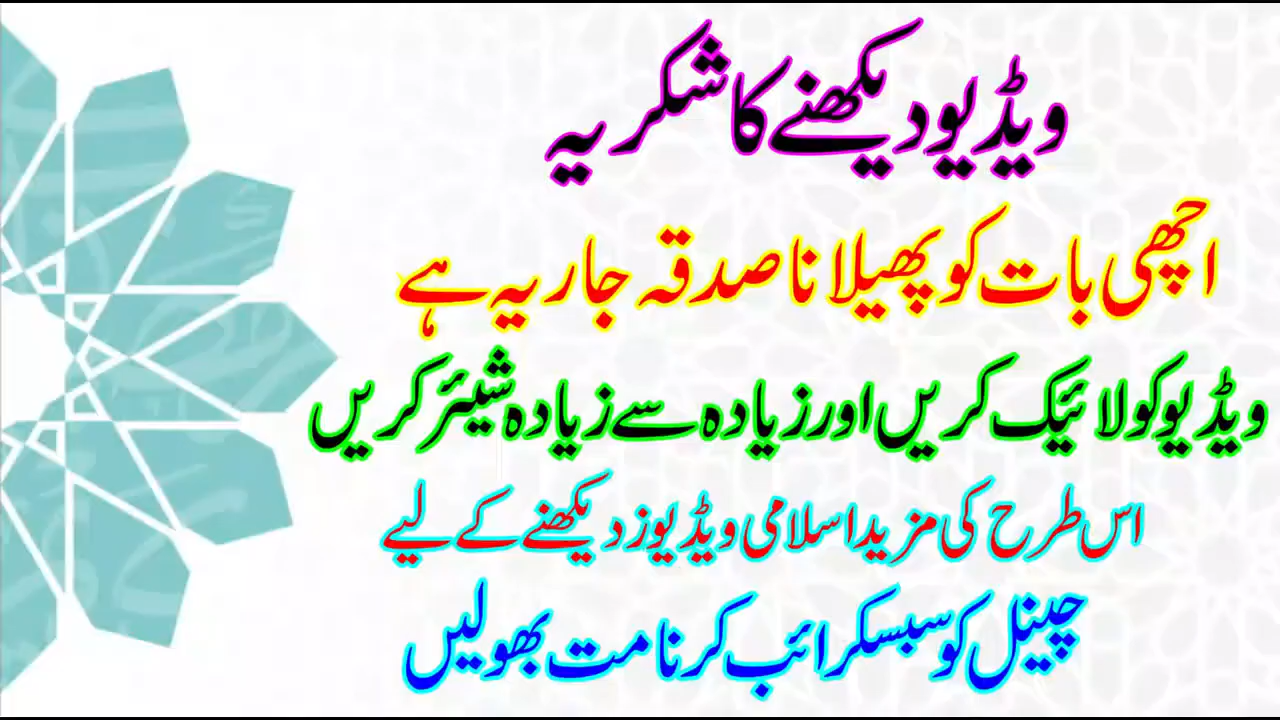 ویڈیو دیکھنے کا شکریہ
اچھی بات کو پھیلانا صدقہ جاریہ ہے
ویڈیو کو لائیک کریں اور زیادہ سے زیادہ شیئر کریں
اس طرح کی مزید اسلامی ویڈیوز دیکھنے کے لیے
چینل کو سبسکرائب کرنا مت بھولیں